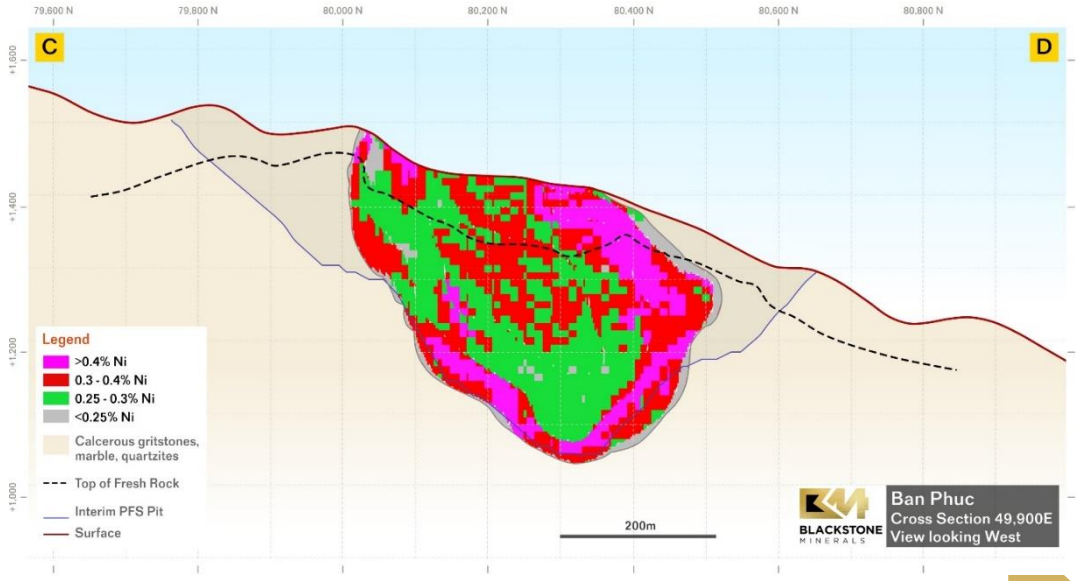 79,600 N 79,800 N 80,000 N 80,200 N 80,400 N 80,600 N 80,800 N
C
D
+1,600
+1,400
+1,200
+1,000
Legend
>0.4% Ni
0.3 - 0.4% Ni
0.25 - 0.3% Ni
<0.25% Ni
Calcerous gritstones,
marble, quartzites
Top of Fresh Rock
Interim PFS Pit
Surface
200m
BLACKSTONE
MINERALS
Ban Phuc
Cross Section 49,900E
View looking West